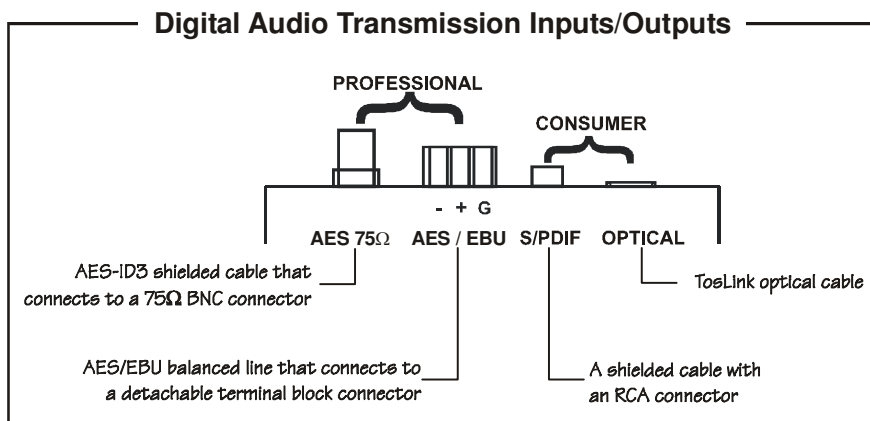 Digital Audio Transmission Inputs/Outputs
PROFESSIONAL
CONSUMER
- + G
AES 75Ω AES / EBU S/PDIF OPTICAL
AES-ID3 shielded cable that
connects to a 75Ω BNC connector
TosLink optical cable
AES/EBU balanced line that connects to
a detachable terminal block connector
A shielded cable with
an RCA connector